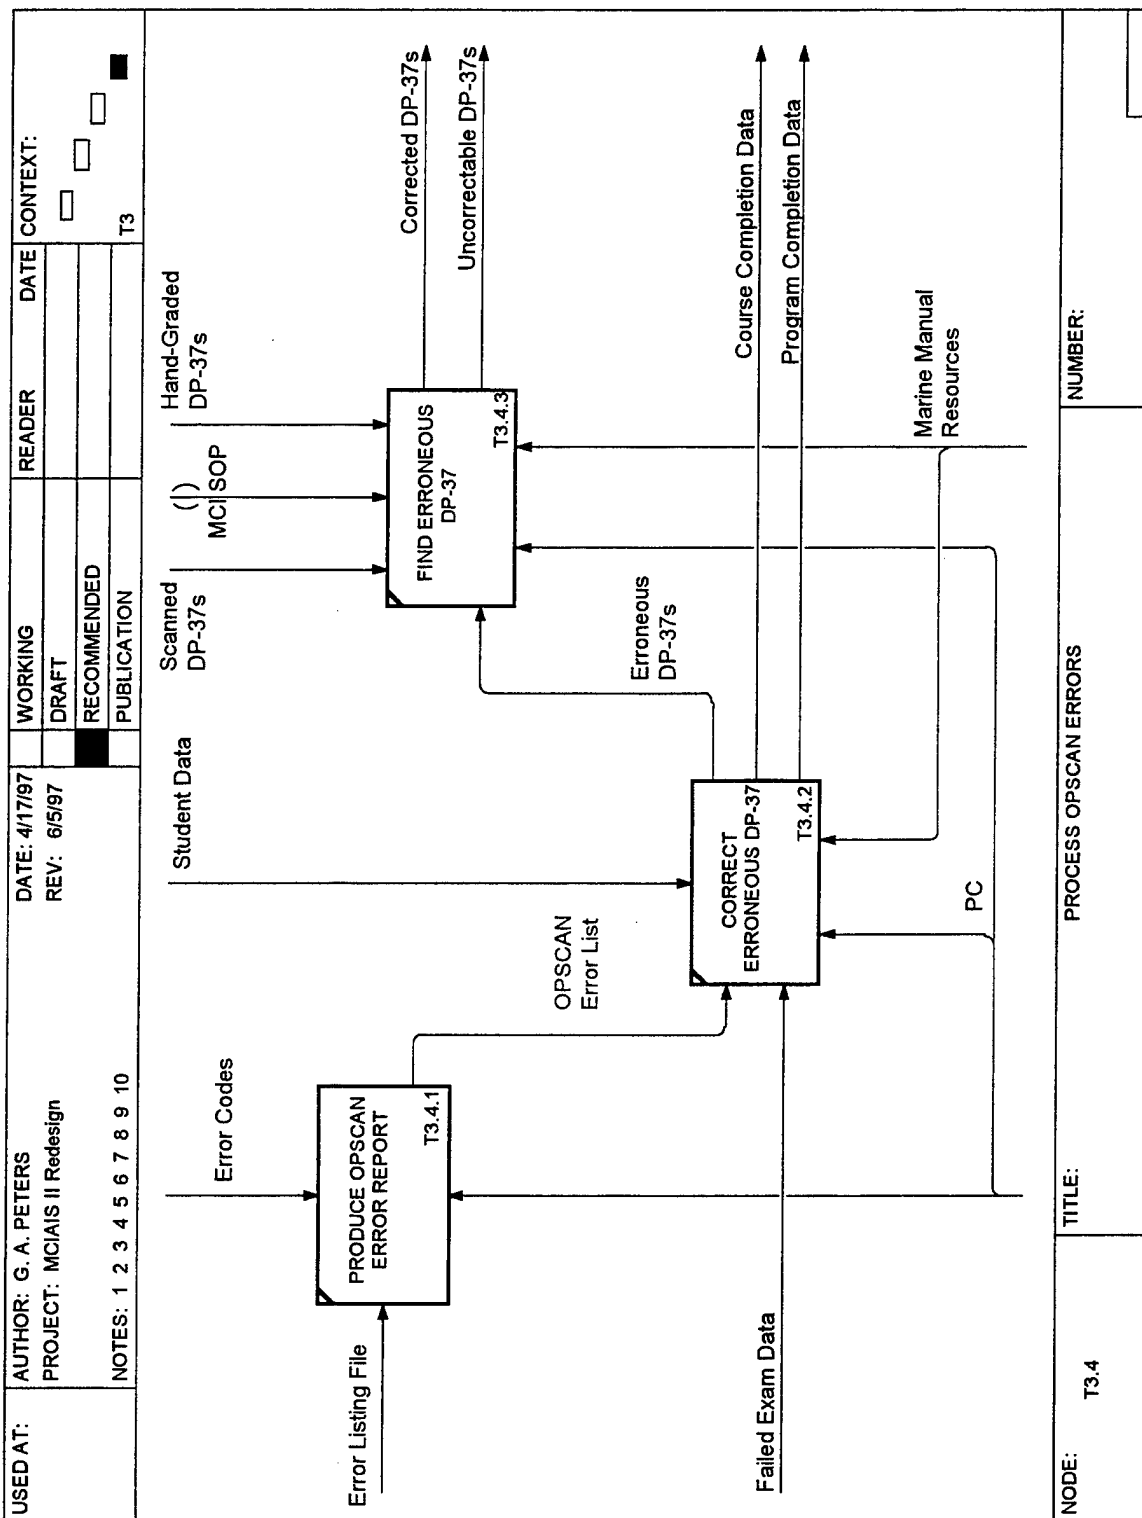 USED AT:
AUTHOR: G. A. PETERS
PROJECT: MCIAIS II Redesign
NOTES: 1 2 3 4 5 6 7 8 9 10
DATE: 4/17/97
REV: 6/5/97
WORKING
DRAFT
RECOMMENDED
PUBLICATION
READER
DATE
CONTEXT:
T3
Error Codes
Student Data
Scanned
DP-37s
( )
MCI SOP
Hand-Graded
DP-37s
Error Listing File
PRODUCE OPSCAN
ERROR REPORT
T3.4.1
OPSCAN
Error List
Failed Exam Data
CORRECT
ERRONEOUS DP-37
T3.4.2
Erroneous
DP-37s
FIND ERRONEOUS
DP-37
T3.4.3
Corrected DP-37s
Uncorrectable DP-37s
Course Completion Data
Program Completion Data
PC
Marine Manual
Resources
NODE:
T3.4
TITLE:
PROCESS OPSCAN ERRORS
NUMBER: